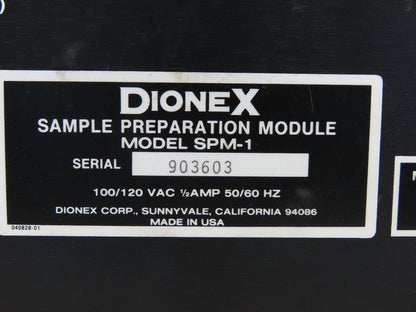 DIONEX
SAMPLE PREPARATION MODULE
MODEL SPM-1
SERIAL 903603
100/120 VAC ½AMP 50/60 HZ
DIONEX CORP., SUNNYVALE, CALIFORNIA 94086
MADE IN USA
040828-01